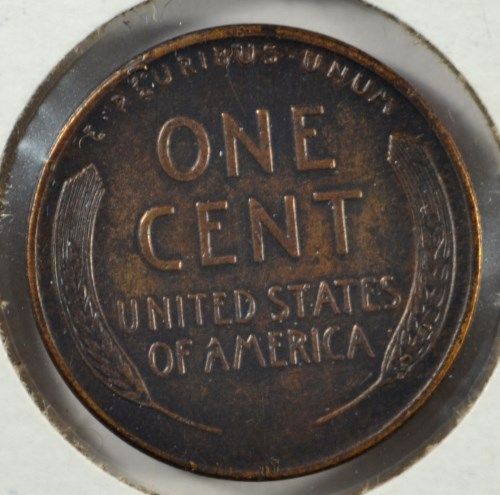 E·PLURIBUS·UNUM
ONE
CENT
UNITED STATES
OF AMERICA